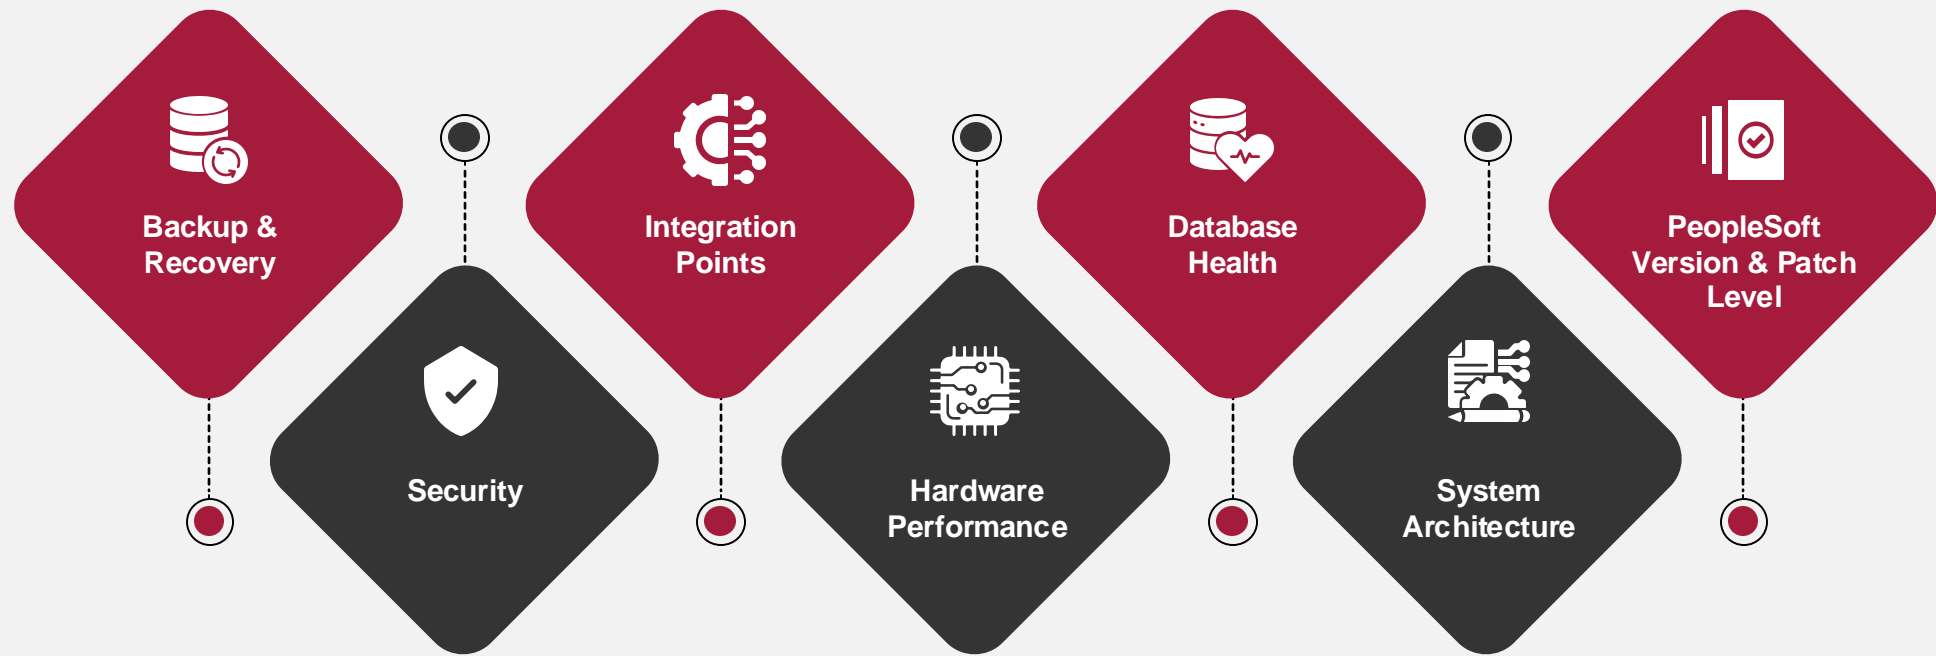 Backup &
Recovery
Security
Integration
Points
Hardware
Performance
Database
Health
System
Architecture
PeopleSoft
Version & Patch
Level